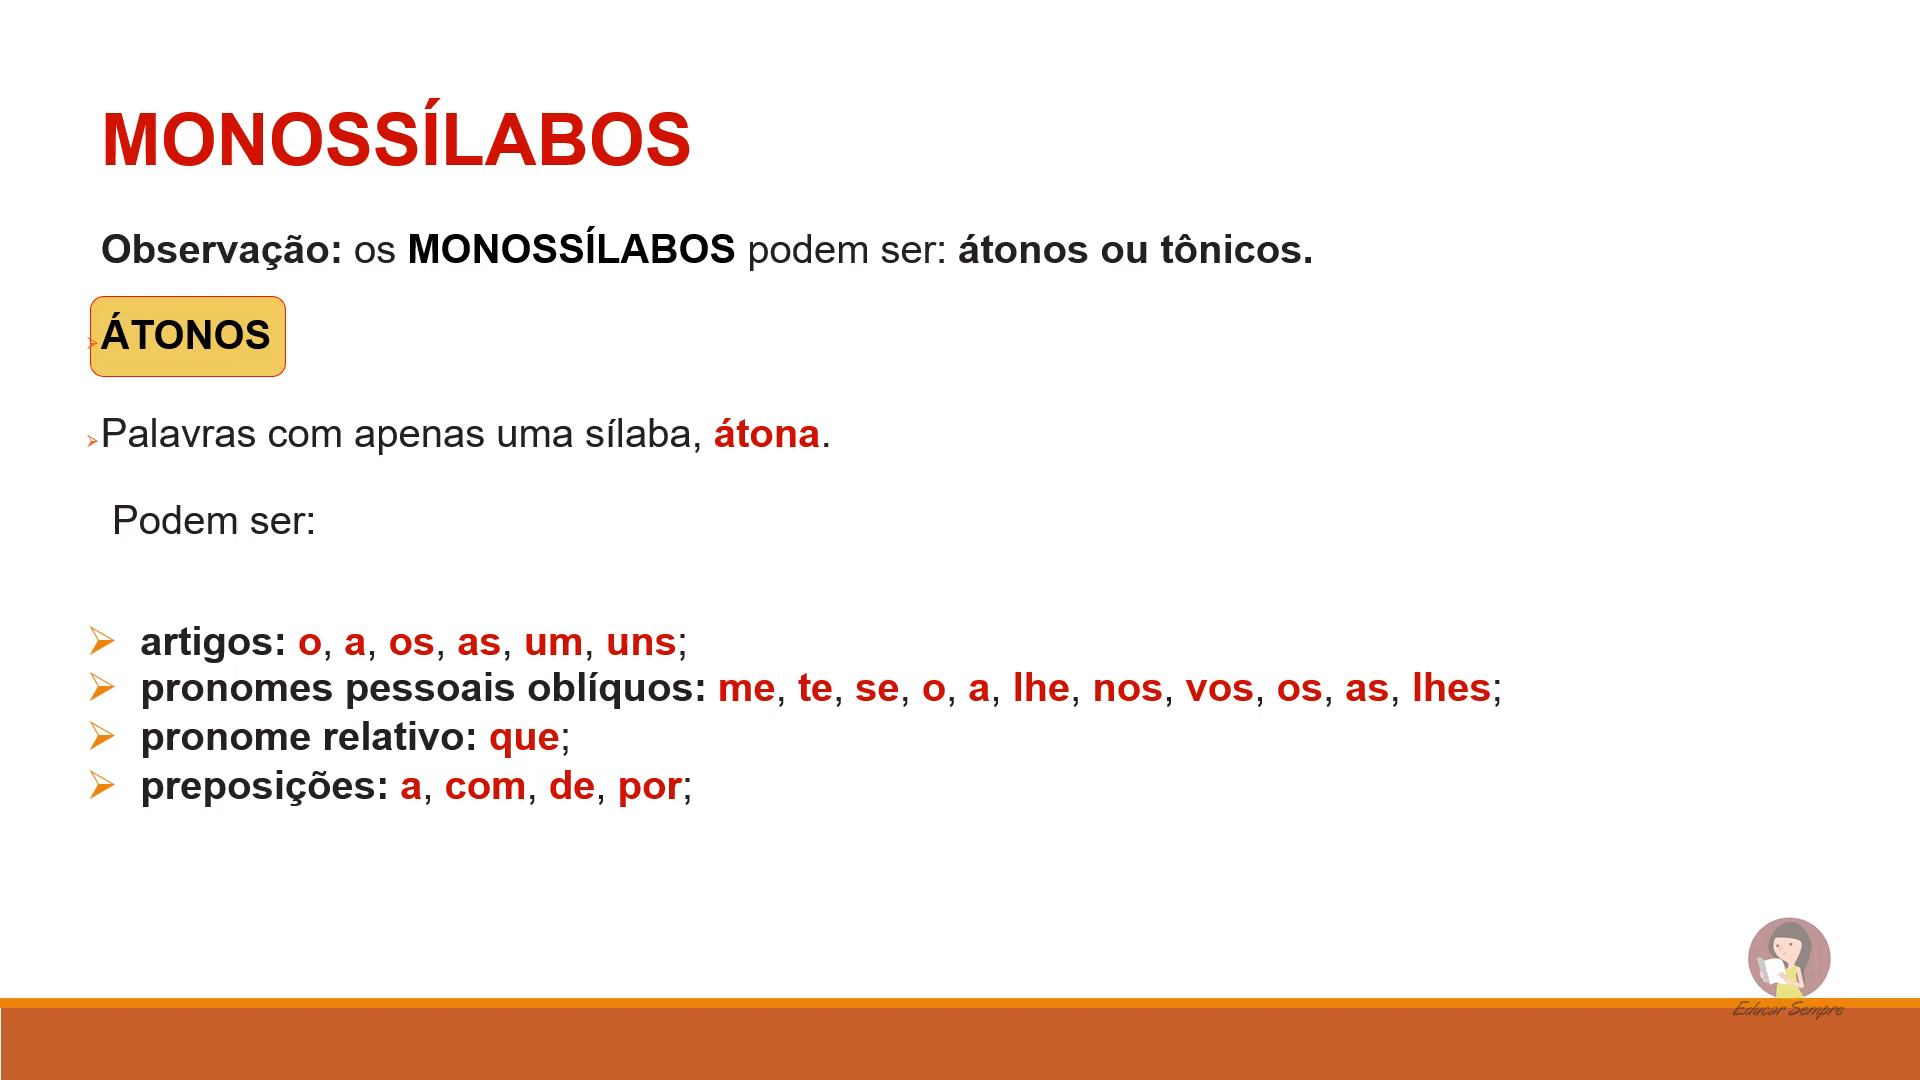 MONOSSÍLABOS
Observação: os MONOSSÍLABOS podem ser: átonos ou tônicos.
ÁTONOS
Palavras com apenas uma sílaba, átona.
Podem ser:
artigos: o, a, os, as, um, uns;
pronomes pessoais oblíquos: me, te, se, o, a, lhe, nos, vos, os, as, lhes;
pronome relativo: que;
preposições: a, com, de, por;
Educar Sempre